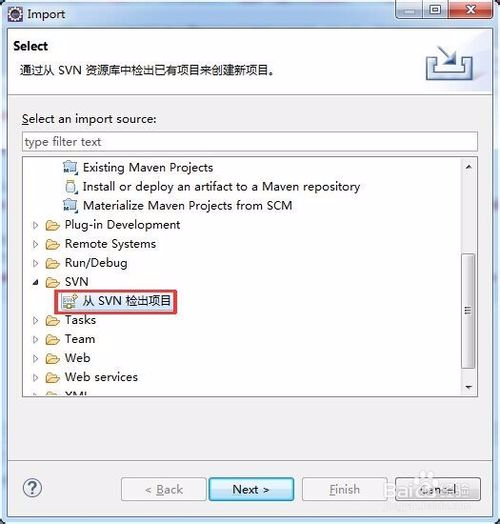 Import
Select
通过从 SVN 资源库中检出已有项目来创建新项目。
Select an import source:
type filter text
Existing Maven Projects
Install or deploy an artifact to a Maven repository
Materialize Maven Projects from SCM
Plug-in Development
Remote Systems
Run/Debug
SVN
从 SVN 检出项目
Tasks
Team
Web
Web services
XML
< Back
Next >
Finish
Cancel